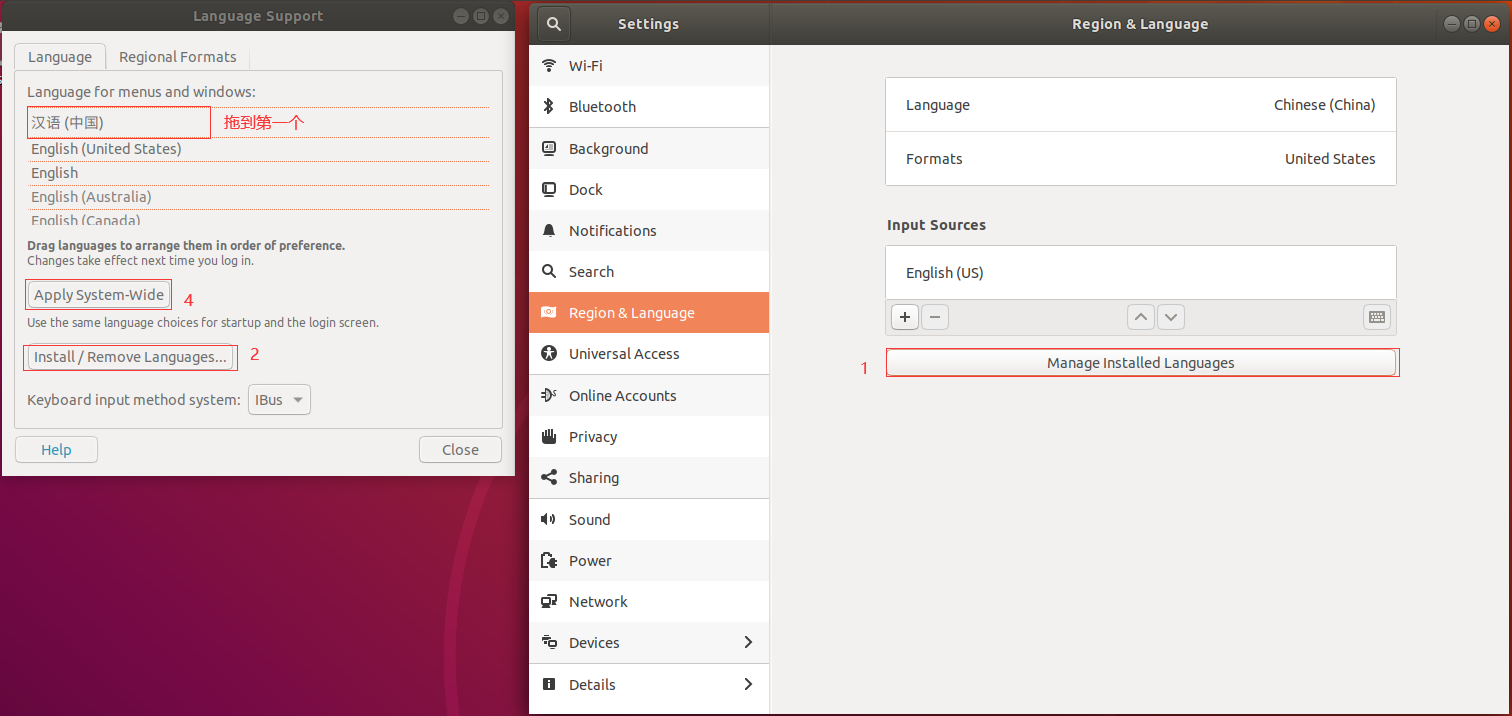 Language Support
Language
Regional Formats
Language for menus and windows:
汉语 (中国)
拖到第一个
English (United States)
English
English (Australia)
English (Canada)
Drag languages to arrange them in order of preference.
Changes take effect next time you log in.
Apply System-Wide
4
Use the same language choices for startup and the login screen.
Install / Remove Languages...
2
Keyboard input method system:
IBus
Help
Close
Settings
Wi-Fi
Bluetooth
Background
Dock
Notifications
Search
Region & Language
Universal Access
Online Accounts
Privacy
Sharing
Sound
Power
Network
Devices
Details
Region & Language
Language
Chinese (China)
Formats
United States
Input Sources
English (US)
1
Manage Installed Languages